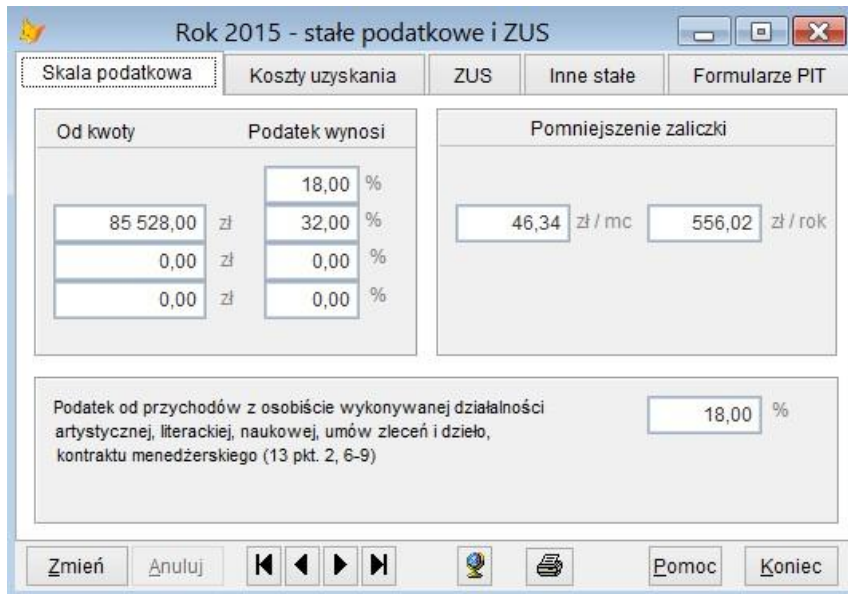 Rok 2015 - stałe podatkowe i ZUS
Skala podatkowa Koszty uzyskania ZUS Inne stałe Formularze PIT
Od kwoty Podatek wynosi
18,00 %
85 528,00 zł 32,00 %
0,00 zł 0,00 %
0,00 zł 0,00 %
Pomniejszenie zaliczki
46,34 zł / mc 556,02 zł / rok
Podatek od przychodów z osobiście wykonywanej działalności
artystycznej, literackiej, naukowej, umów zleceń i dzieło,
kontraktu menedżerskiego (13 pkt. 2, 6-9)
18,00 %
Zmień Anuluj Pomoc Koniec